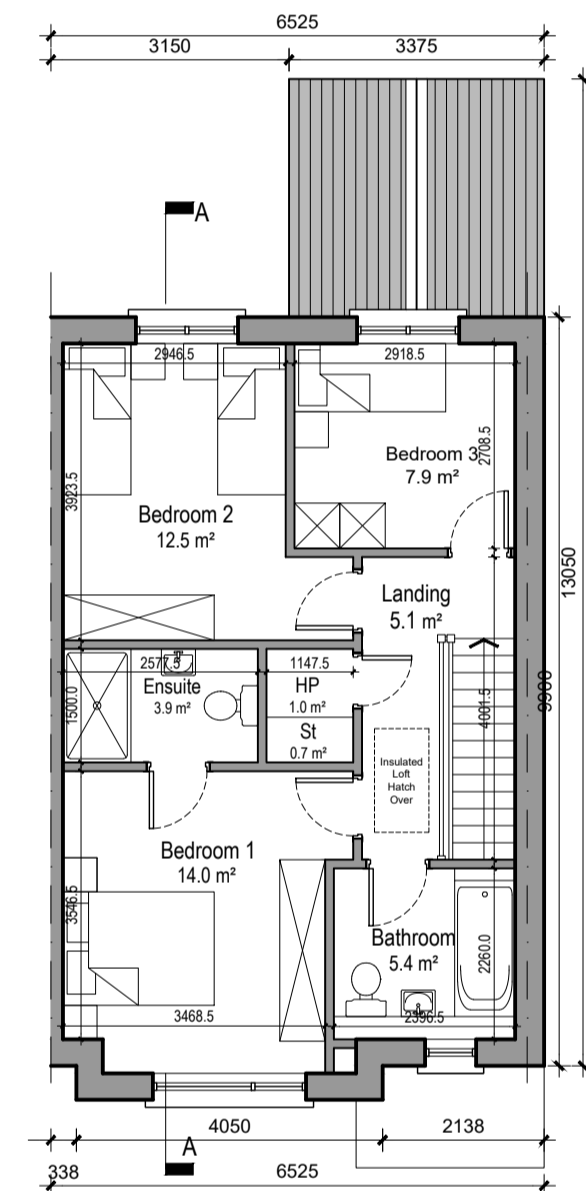 6525
3150
3375
A
2946.5
2918.5
3923.5
Bedroom 2
12.5 m²
Bedroom 3
7.9 m²
2708.5
13050
9900
Landing
5.1 m²
2577.5
1147.5
1500.0
Ensuite
3.9 m²
HP
1.0 m²
St
0.7 m²
4001.5
Insulated
Loft
Hatch
Over
Bedroom 1
14.0 m²
3546.5
Bathroom
5.4 m²
2260.0
3468.5
2396.5
4050
2138
A
338
6525